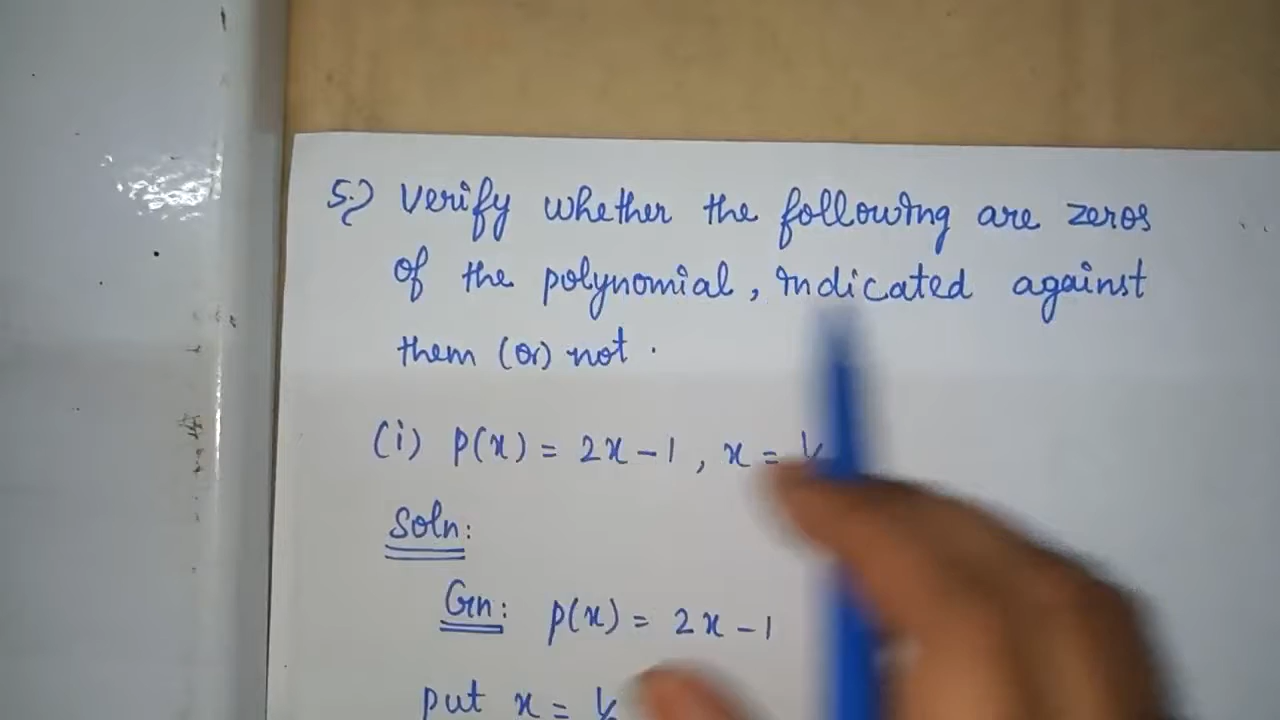 5.) Verify whether the following are zeros
of the polynomial, indicated against
them (or) not.
(i) p(x) = 2x-1, x =
Soln:
Gn: p(x) = 2x-1
put x =